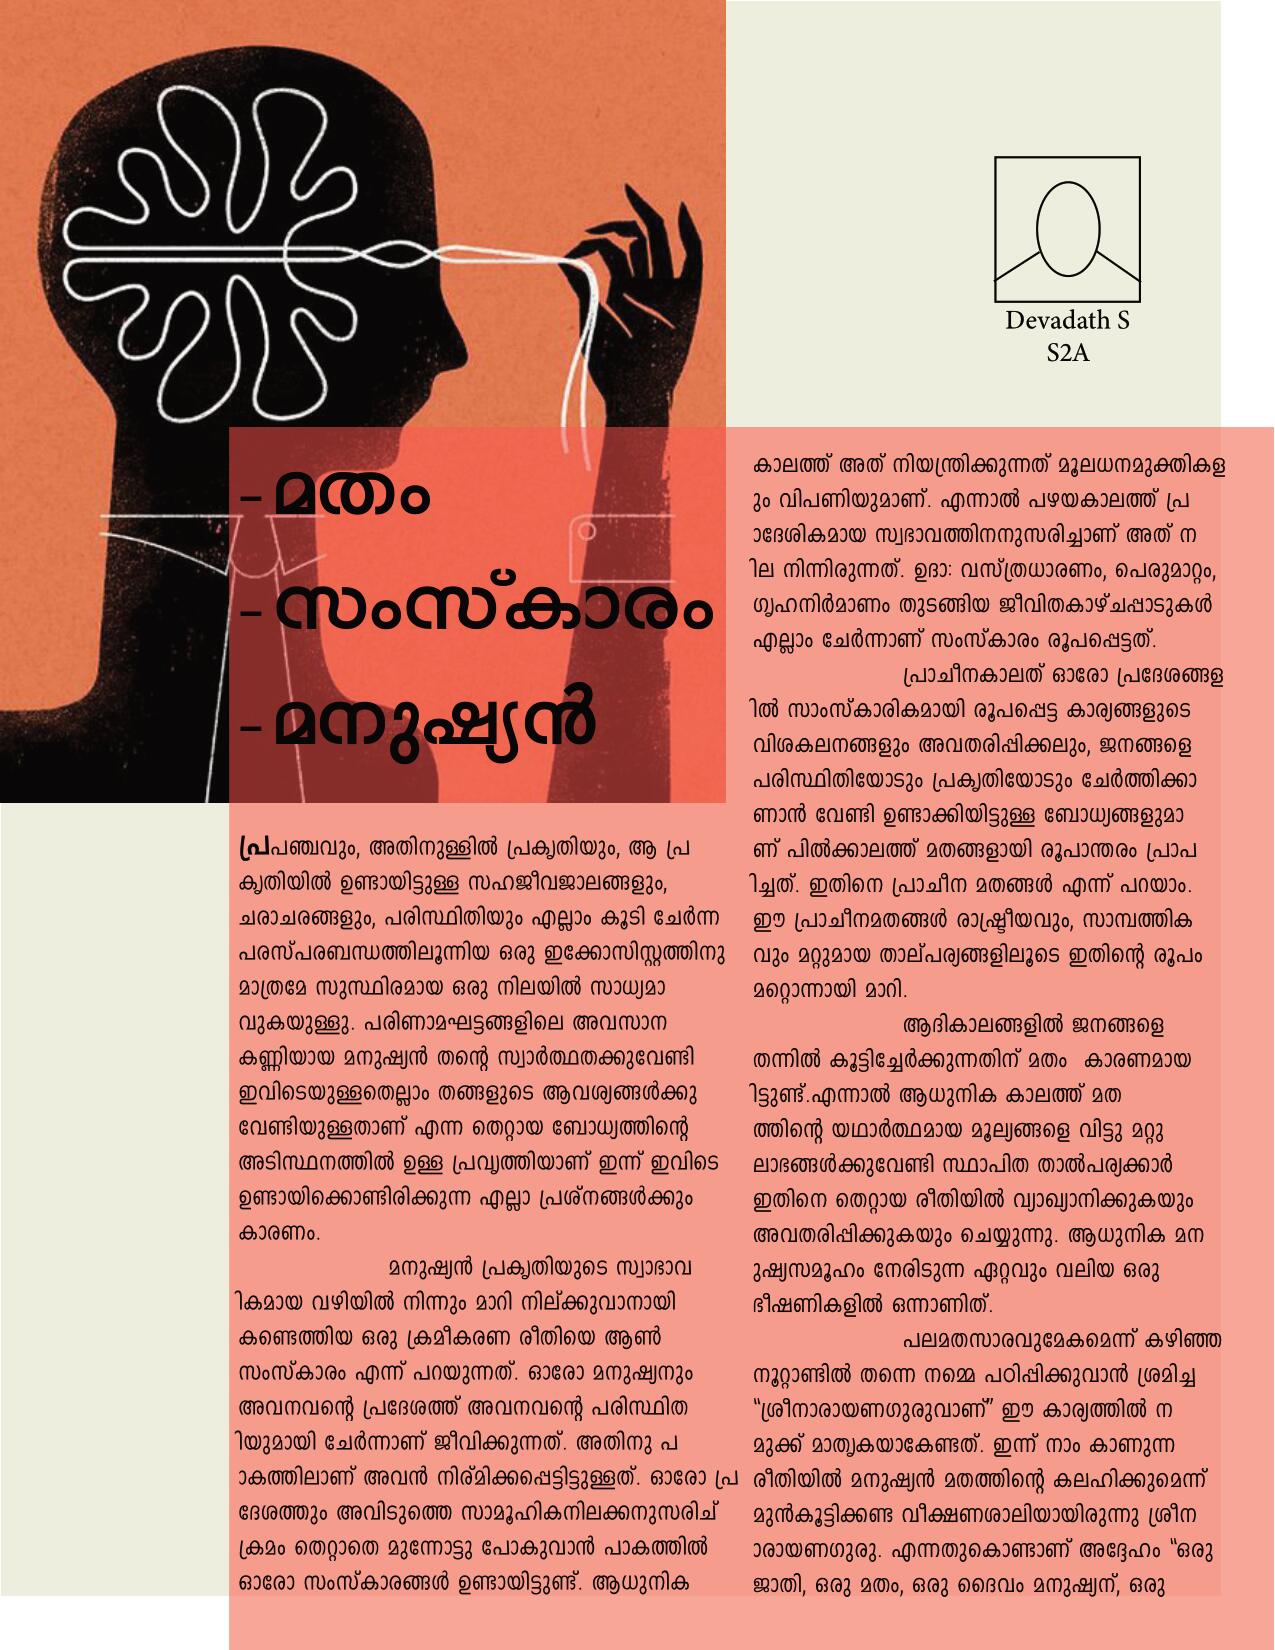 Devadath S
S2A
-മതം
-സംസ്കാരം
-മനുഷ്യൻ
പ്രപഞ്ചവും, അതിനുള്ളിൽ പ്രകൃതിയും, ആ പ്ര
കൃതിയിൽ ഉണ്ടായിട്ടുള്ള സഹജീവജാലങ്ങളും,
ചരാചരങ്ങളും, പരിസ്ഥിതിയും എല്ലാം കൂടി ചേർന്ന
പരസ്പരബന്ധത്തിലൂന്നിയ ഒരു ഇക്കോസിസ്റ്റത്തിനു
മാത്രമേ സുസ്ഥിരമായ ഒരു നിലയിൽ സാധ്യമാ
വുകയുള്ളു. പരിണാമഘട്ടങ്ങളിലെ അവസാന
കണ്ണിയായ മനുഷ്യൻ തന്റെ സ്വാർത്ഥതക്കുവേണ്ടി
ഇവിടെയുള്ളതെല്ലാം തങ്ങളുടെ ആവശ്യങ്ങൾക്കു
വേണ്ടിയുള്ളതാണ് എന്ന തെറ്റായ ബോധ്യത്തിന്റെ
അടിസ്ഥനത്തിൽ ഉള്ള പ്രവൃത്തിയാണ് ഇന്ന് ഇവിടെ
ഉണ്ടായിക്കൊണ്ടിരിക്കുന്ന എല്ലാ പ്രശ്നങ്ങൾക്കും
കാരണം.
മനുഷ്യൻ പ്രകൃതിയുടെ സ്വാഭാവ
ികമായ വഴിയിൽ നിന്നും മാറി നില്ക്കുവാനായി
കണ്ടെത്തിയ ഒരു ക്രമീകരണ രീതിയെ ആൺ
സംസ്കാരം എന്ന് പറയുന്നത്. ഓരോ മനുഷ്യനും
അവനവന്റെ പ്രദേശത്ത് അവനവന്റെ പരിസ്ഥിത
ിയുമായി ചേർന്നാണ് ജീവിക്കുന്നത്. അതിനു പ
ാകത്തിലാണ് അവൻ നിര്മിക്കപ്പെട്ടിട്ടുള്ളത്. ഓരോ പ്ര
ദേശത്തും അവിടുത്തെ സാമൂഹികനിലക്കനുസരിച്
ക്രമം തെറ്റാതെ മുന്നോട്ടു പോകുവാൻ പാകത്തിൽ
ഓരോ സംസ്കാരങ്ങൾ ഉണ്ടായിട്ടുണ്ട്. ആധുനിക
കാലത്ത് അത് നിയന്ത്രിക്കുന്നത് മൂലധനമുക്തികള
ും വിപണിയുമാണ്. എന്നാൽ പഴയകാലത്ത് പ്ര
ാദേശികമായ സ്വഭാവത്തിനനുസരിച്ചാണ് അത് ന
ില നിന്നിരുന്നത്. ഉദാ: വസ്ത്രധാരണം, പെരുമാറ്റം,
ഗൃഹനിർമാണം തുടങ്ങിയ ജീവിതകാഴ്ചപ്പാടുകൾ
എല്ലാം ചേർന്നാണ് സംസ്കാരം രൂപപ്പെട്ടത്.
പ്രാചീനകാലത് ഓരോ പ്രദേശങ്ങള
ിൽ സാംസ്കാരികമായി രൂപപ്പെട്ട കാര്യങ്ങളുടെ
വിശകലനങ്ങളും അവതരിപ്പിക്കലും, ജനങ്ങളെ
പരിസ്ഥിതിയോടും പ്രകൃതിയോടും ചേർത്തിക്കാ
ണാൻ വേണ്ടി ഉണ്ടാക്കിയിട്ടുള്ള ബോധ്യങ്ങളുമാ
ണ് പിൽക്കാലത്ത് മതങ്ങളായി രൂപാന്തരം പ്രാപ
ിച്ചത്. ഇതിനെ പ്രാചീന മതങ്ങൾ എന്ന് പറയാം.
ഈ പ്രാചീനമതങ്ങൾ രാഷ്ട്രീയവും, സാമ്പത്തിക
വും മറ്റുമായ താല്പര്യങ്ങളിലൂടെ ഇതിന്റെ രൂപം
മറ്റൊന്നായി മാറി.
ആദികാലങ്ങളിൽ ജനങ്ങളെ
തന്നിൽ കൂട്ടിച്ചേർക്കുന്നതിന് മതം കാരണമായ
ിട്ടുണ്ട്.എന്നാൽ ആധുനിക കാലത്ത് മത
ത്തിന്റെ യഥാർത്ഥമായ മൂല്യങ്ങളെ വിട്ടു മറ്റു
ലാഭങ്ങൾക്കുവേണ്ടി സ്ഥാപിത താൽപര്യക്കാർ
ഇതിനെ തെറ്റായ രീതിയിൽ വ്യാഖ്യാനിക്കുകയും
അവതരിപ്പിക്കുകയും ചെയ്യുന്നു. ആധുനിക മന
ുഷ്യസമൂഹം നേരിടുന്ന ഏറ്റവും വലിയ ഒരു
ഭീഷണികളിൽ ഒന്നാണിത്.
പലമതസാരവുമേകമെന്ന് കഴിഞ്ഞ
നൂറ്റാണ്ടിൽ തന്നെ നമ്മെ പഠിപ്പിക്കുവാൻ ശ്രമിച്ച
“ശ്രീനാരായണഗുരുവാണ്” ഈ കാര്യത്തിൽ ന
മുക്ക് മാതൃകയാകേണ്ടത്. ഇന്ന് നാം കാണുന്ന
രീതിയിൽ മനുഷ്യൻ മതത്തിന്റെ കലഹിക്കുമെന്ന്
മുൻകൂട്ടിക്കണ്ട വീക്ഷണശാലിയായിരുന്നു ശ്രീന
ാരായണഗുരു. എന്നതുകൊണ്ടാണ് അദ്ദേഹം “ഒരു
ജാതി, ഒരു മതം, ഒരു ദൈവം മനുഷ്യന്, ഒരു